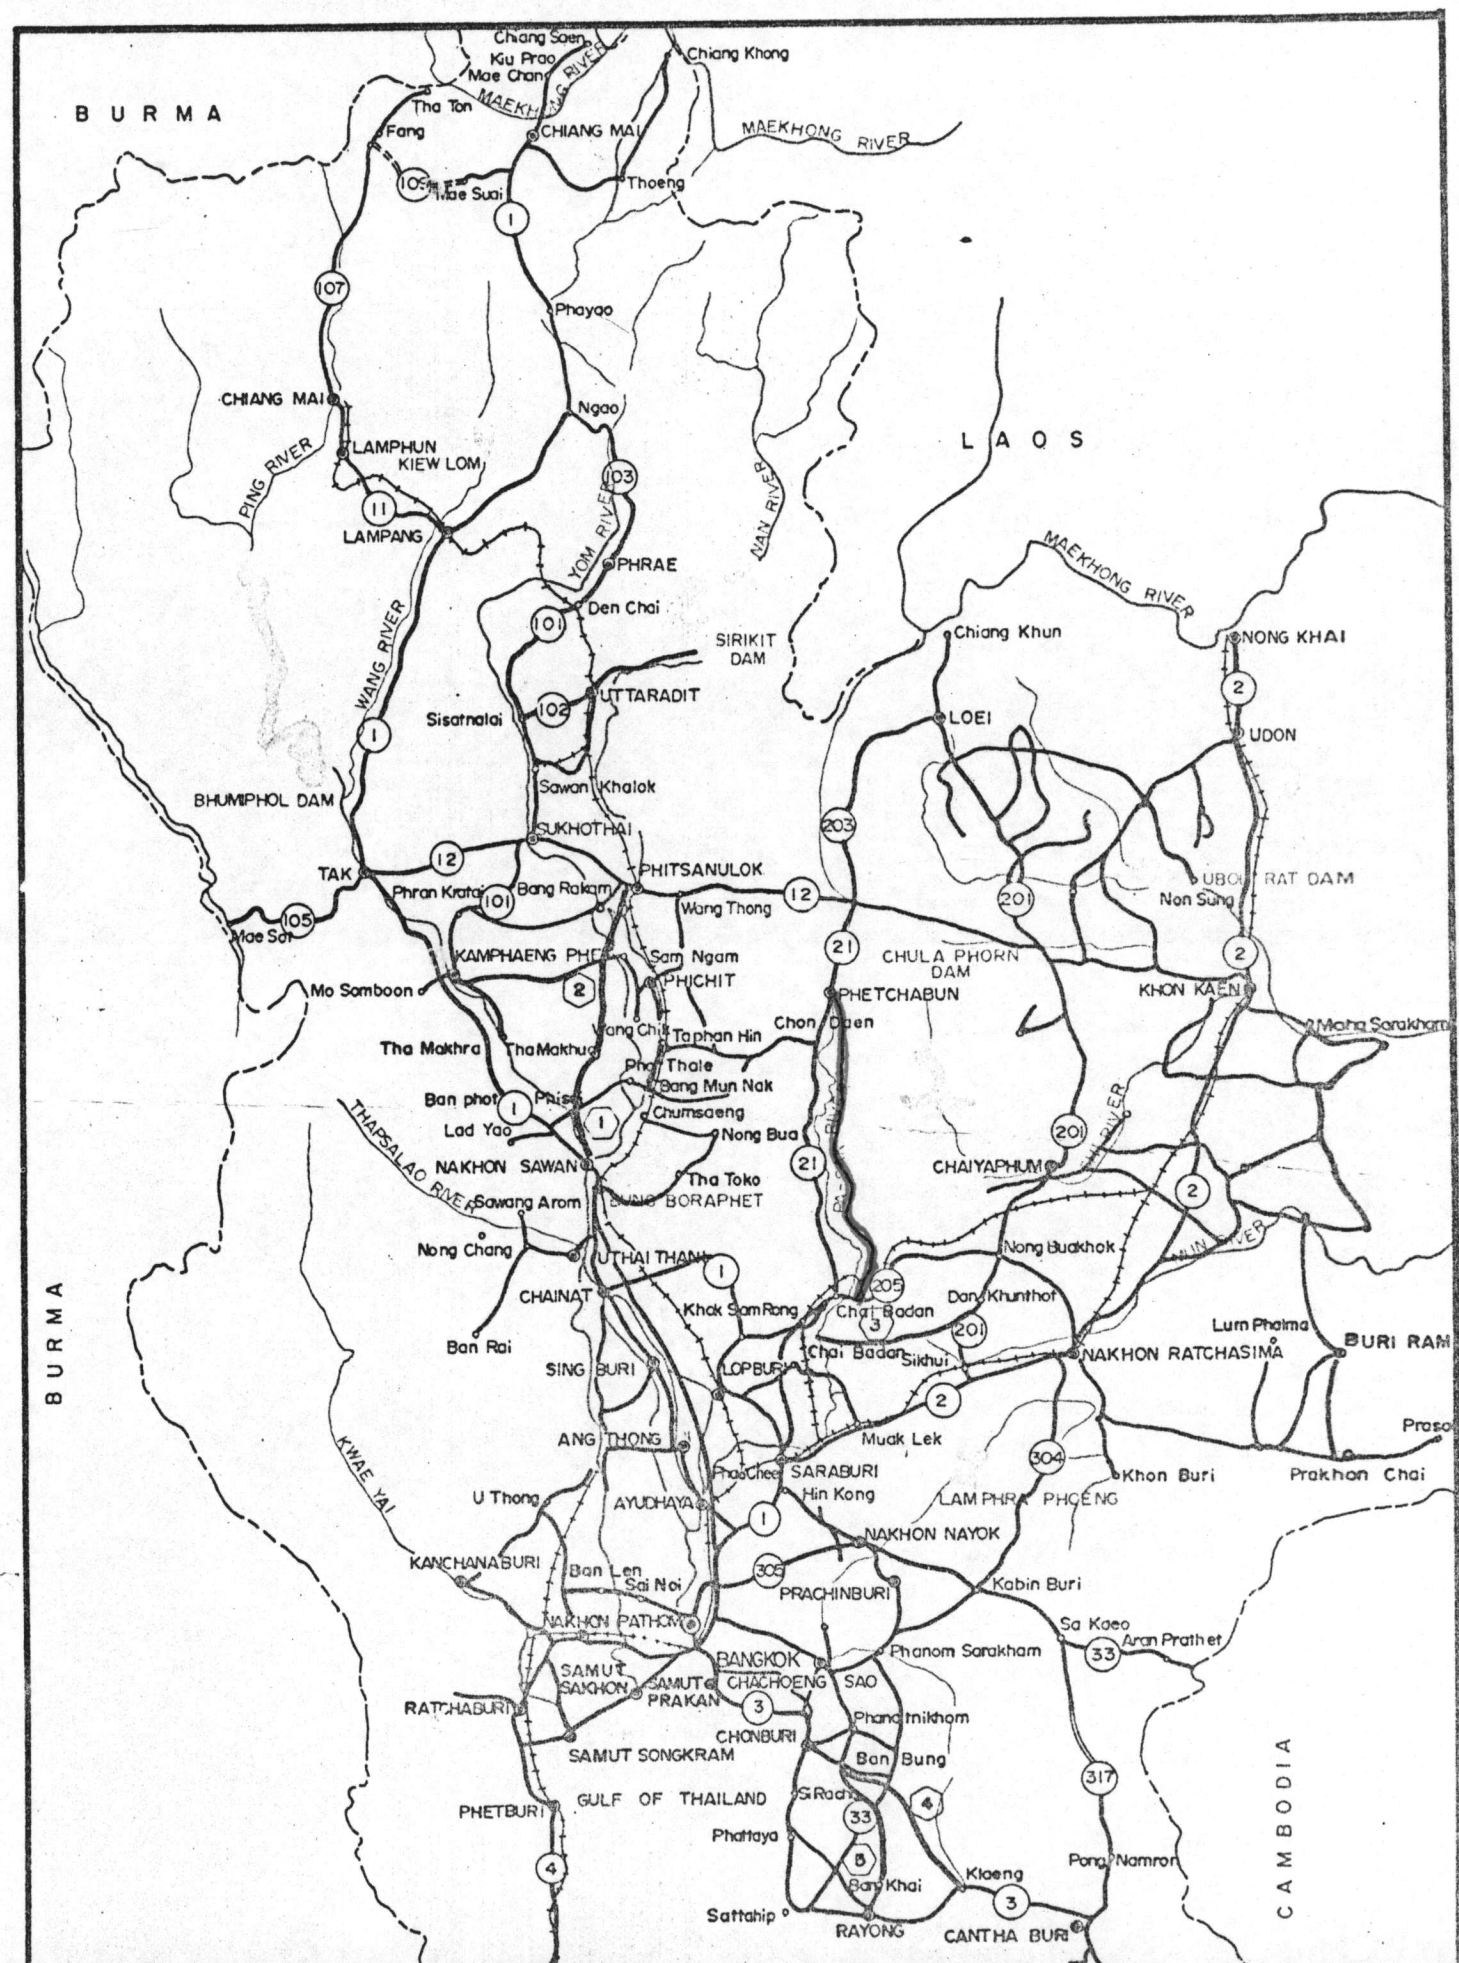 Chiang Saen
Kiu Prao
Mae Chan
Chiang Khong
MAEKHONG RIVER
Tha Ton
BURMA
Fang
CHIANG MAI
MAEKHONG RIVER
109
Mae Suai
Thoeng
1
107
Phayao
CHIANG MAI
Ngao
LAOS
LAMPHUN
KIEW LOM
PING RIVER
103
11
LAMPANG
YOM RIVER
NAN RIVER
MAEKHONG RIVER
PHRAE
Den Chai
101
WANG RIVER
SIRIKIT
DAM
Chiang Khun
NONG KHAI
2
UTTARADIT
102
Sisatnalai
LOEI
1
UDON
Sawan Khalok
BHUMIPHOL DAM
SUKHOTHAI
203
12
TAK
PHITSANULOK
Phran Kratai
101
Bang Rakam
Wang Thong
12
201
UBOL RAT DAM
Non Sung
105
Mae Sot
21
KAMPHAENG PHE
Sam Ngam
CHULA PHORN
DAM
2
PHICHIT
Mo Somboon
2
PHETCHABUN
KHON KAEN
Chon Daen
Maha Sarakham
Wang Chik
Taphan Hin
Tha Makhra
Tha Makhua
Pho Thale
Bang Mun Nak
Ban phot
1
Phisa
1
Chumsaeng
THAPSALAO RIVER
Lad Yao
Nong Bua
201
CHI RIVER
NAKHON SAWAN
21
CHAIYAPHUM
Tha Toko
2
Sawang Arom
BUNG BORAPHET
Nong Chang
UTHAI THANI
Nong Buakhok
MUN RIVER
1
205
CHAINAT
Khok Sam Rong
Chai Badan
Dan Khunthot
3
201
Lum Phalma
BURI RAM
Ban Rai
Chai Badan
Sikhui
NAKHON RATCHASIMA
SING BURI
LOPBURI
2
ANG THONG
Muak Lek
Praso
KWAE YAI
Phao Chee
SARABURI
304
Khon Buri
Prakhon Chai
Hin Kong
U Thong
AYUDHAYA
LAMPHRA PHOENG
1
NAKHON NAYOK
KANCHANABURI
Ban Len
305
Sai Noi
PRACHINBURI
Kabin Buri
NAKHON PATHOM
Sa Kaeo
Aran Prathet
33
BANGKOK
Phanom Sarakham
SAMUT
SAKHON
SAMUT
PRAKAN
CHACHOENG SAO
RATCHABURI
3
Phanatnikhom
CHONBURI
SAMUT SONGKRAM
Ban Bung
317
GULF OF THAILAND
Si Rach
4
PHETBURI
33
Phattaya
4
5
Pong Namron
Ban Khai
Klaeng
3
Sattahip
RAYONG
CANTHA BURI
BURMA
CAMBODIA